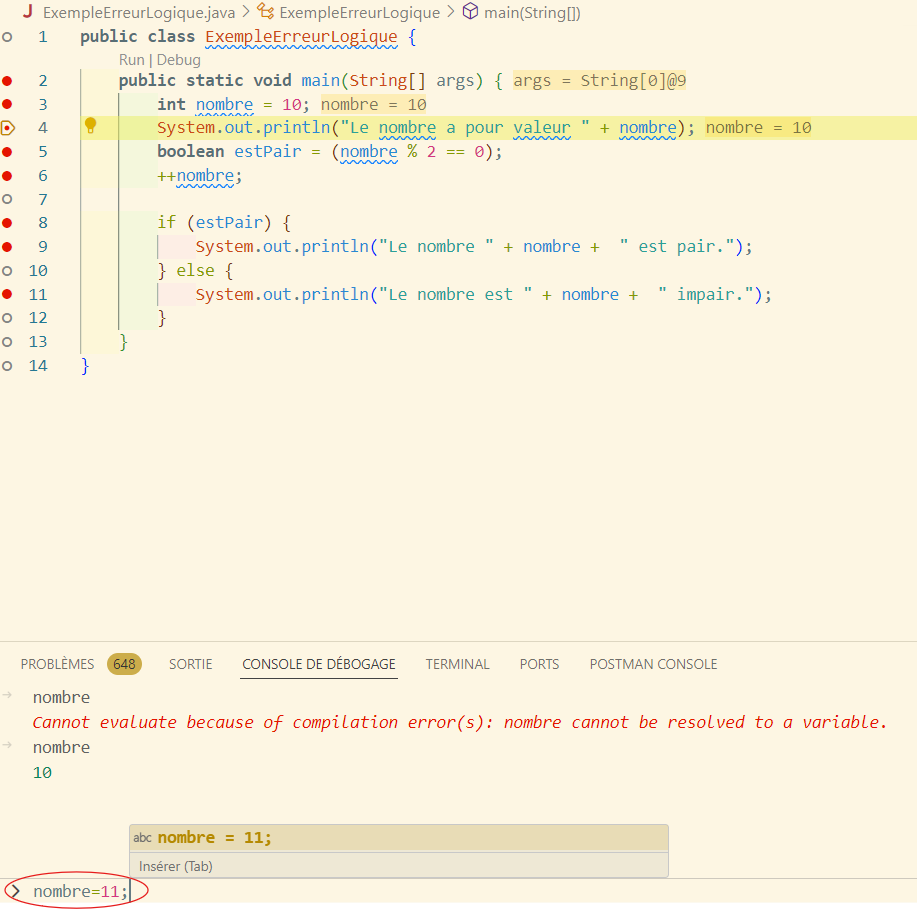 J ExempleErreurLogique.java > ExempleErreurLogique > main(String[])
1 public class ExempleErreurLogique {
Run | Debug
2 public static void main(String[] args) { args = String[0]@9
3 int nombre = 10; nombre = 10
4 System.out.println("Le nombre a pour valeur " + nombre); nombre = 10
5 boolean estPair = (nombre % 2 == 0);
6 ++nombre;
7
8 if (estPair) {
9 System.out.println("Le nombre " + nombre +  " est pair.");
10 } else {
11 System.out.println("Le nombre est " + nombre +  " impair.");
12 }
13 }
14 }
PROBLÈMES 648 SORTIE CONSOLE DE DÉBOGAGE TERMINAL PORTS POSTMAN CONSOLE
→ nombre
Cannot evaluate because of compilation error(s): nombre cannot be resolved to a variable.
→ nombre
10
abc nombre = 11;
Insérer (Tab)
> nombre=11;